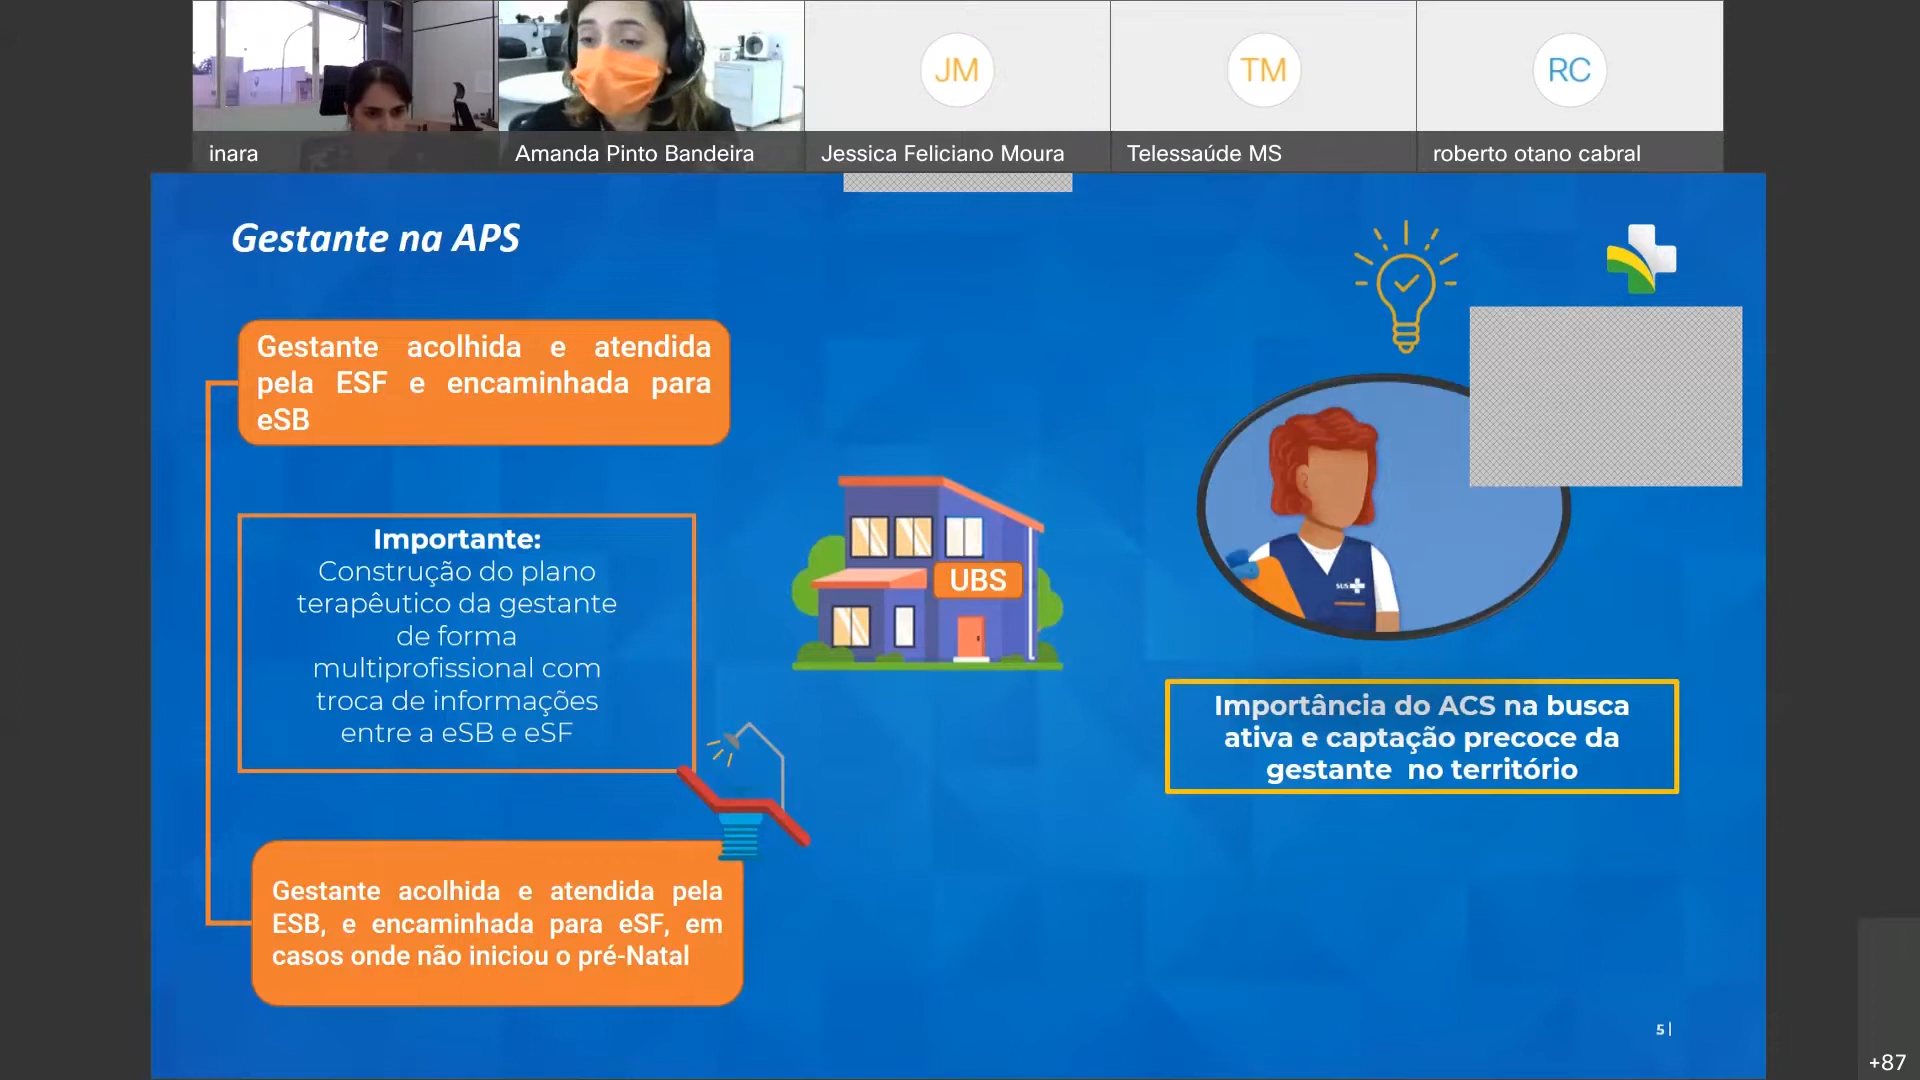 JM
TM
RC
inara
Amanda Pinto Bandeira
Jessica Feliciano Moura
Telessaúde MS
roberto otano cabral
Gestante na APS
Gestante acolhida e atendida
pela ESF e encaminhada para
eSB
Importante:
Construção do plano
terapêutico da gestante
de forma
multiprofissional com
troca de informações
entre a eSB e eSF
Gestante acolhida e atendida pela
ESB, e encaminhada para eSF, em
casos onde não iniciou o pré-Natal
UBS
SUS
Importância do ACS na busca
ativa e captação precoce da
gestante no território
5 |
+87